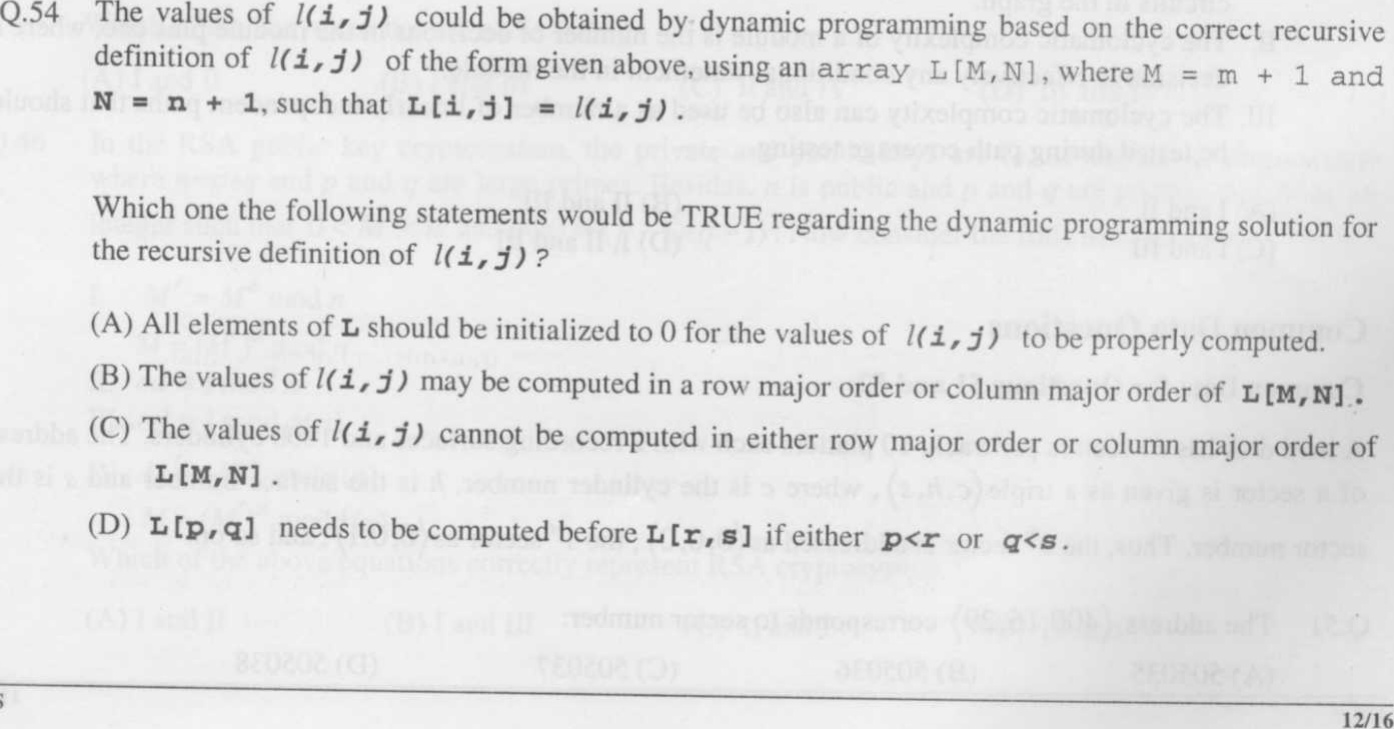 Q.54 The values of l(i,j) could be obtained by dynamic programming based on the correct recursive
definition of l(i,j) of the form given above, using an array L[M,N], where M = m + 1 and
N = n + 1, such that L[i,j] = l(i,j).
Which one the following statements would be TRUE regarding the dynamic programming solution for
the recursive definition of l(i,j)?
(A) All elements of L should be initialized to 0 for the values of l(i,j) to be properly computed.
(B) The values of l(i,j) may be computed in a row major order or column major order of L[M,N].
(C) The values of l(i,j) cannot be computed in either row major order or column major order of
L[M,N].
(D) L[p,q] needs to be computed before L[r,s] if either p<r or q<s.
12/16